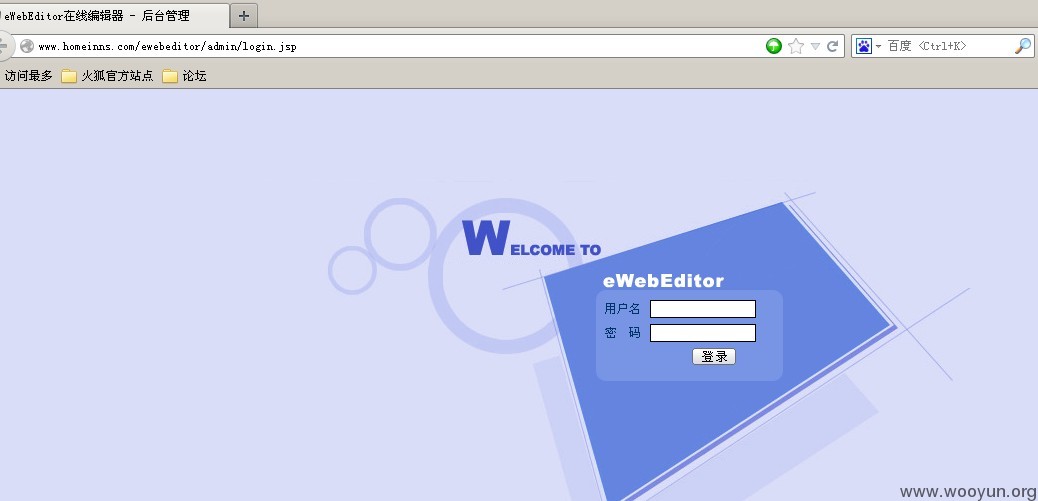 eWebEditor在线编辑器 - 后台管理
www.homeinns.com/ewebeditor/admin/login.jsp
百度 <Ctrl+K>
访问最多 火狐官方站点 论坛
WELCOME TO
eWebEditor
用户名
密 码
登录
www.wooyun.org